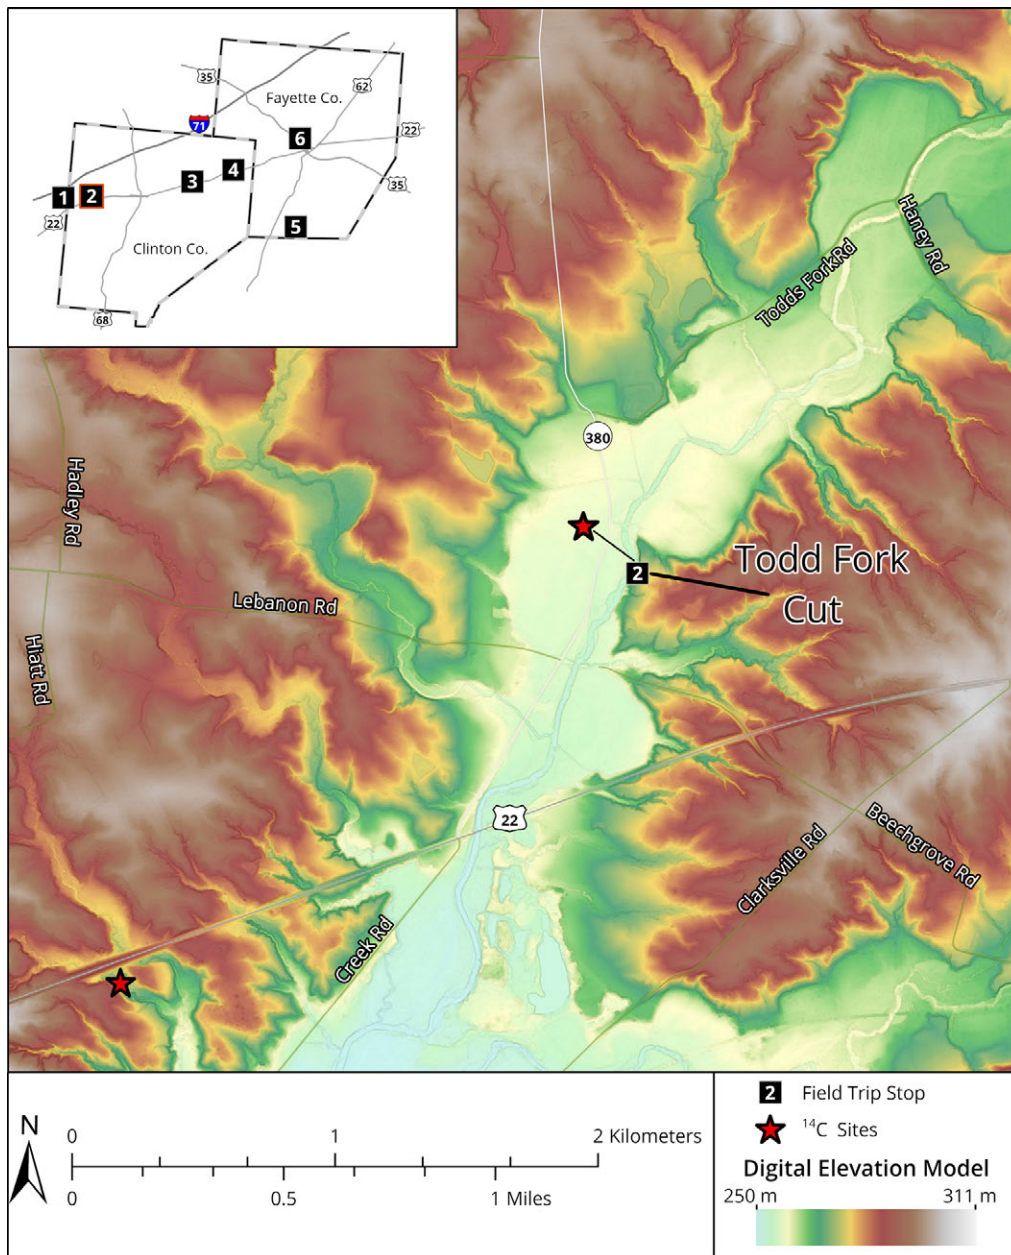 35
62
Fayette Co.
71
22
6
4
3
1
2
35
22
5
Clinton Co.
68
Haney Rd
Todds Fork Rd
380
Hadley Rd
2
Todd Fork
Cut
Lebanon Rd
Hiatt Rd
22
Beechgrove Rd
Clarksville Rd
Creek Rd
N
0 1 2 Kilometers
0 0.5 1 Miles
2 Field Trip Stop
14C Sites
Digital Elevation Model
250 m 311 m